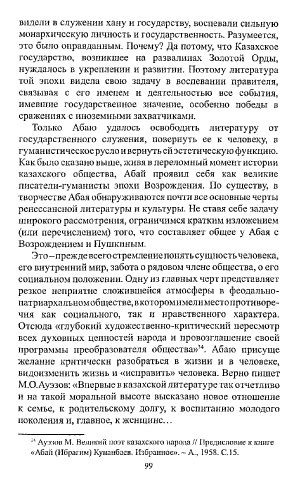 видели в служении хану и государству, воспевали сильную
монархическую личность и государственность. Разумеется,
это было оправданным. Почему? Да потому, что Казахское
государство, возникшее на развалинах Золотой Орды,
нуждалось в укреплении и развитии. Поэтому литература
той эпохи видела свою задачу в восве­дении правителя,
связывая с его именем и деятельностью все события,
имевшие государственное значение, особенно победы в
сражениях с иноземными захватчиками.
Только Абаю удалось освободить литературу от
государственного служения, повернуть ее к человеку, в
гуманистическое русло и вернуть ей эстетическую функцию.
Как было сказано выше, живя в переломный момент истории
казахского общества, Абай проявил себя как великие
писатели-гуманисты эпохи Возрождения. По существу, в
творчестве Абая обнаруживаются почти все основные черты
ренессансной литературы и культуры. Не ставя себе задачу
широкого рассмотрения, ограничимся кратким изложением
(или перечислением) того, что составляет общее у Абая с
Возрождением и Пушкиным.
Это – прежде всего стремление понять сущность человека,
его внутренний мир, забота о рядовом члене общества, о его
социальном положении. Одну из главных черт представляет
резкое неприятие сложившейся атмосферы в феодально-
патриархальном обществе, в котором имели место противоре-
чия как социального, так и нравственного характера.
Отсюда «глубокий художественно-критический пересмотр
всех духовных ценностей народа и провозглашение своей
программы преобразователя общества»²⁴. Абаю присуще
желание критически разобраться в жизни и в человеке,
видоизменить жизнь и «исправить» человека. Верно пишет
М.О.Ауэзов: «Впервые в казахской литературе так отчетливо
и на такой моральной высоте высказано новое отношение
к семье, к родительскому долгу, к воспитанию молодого
поколения и, главное, к женщине…
²⁴ Ауэзов М. Великий поэт казахского народа // Предисловие к книге
«Абай (Ибрагим) Кунанбаев. Избранное». – А., 1958. С.15.
99